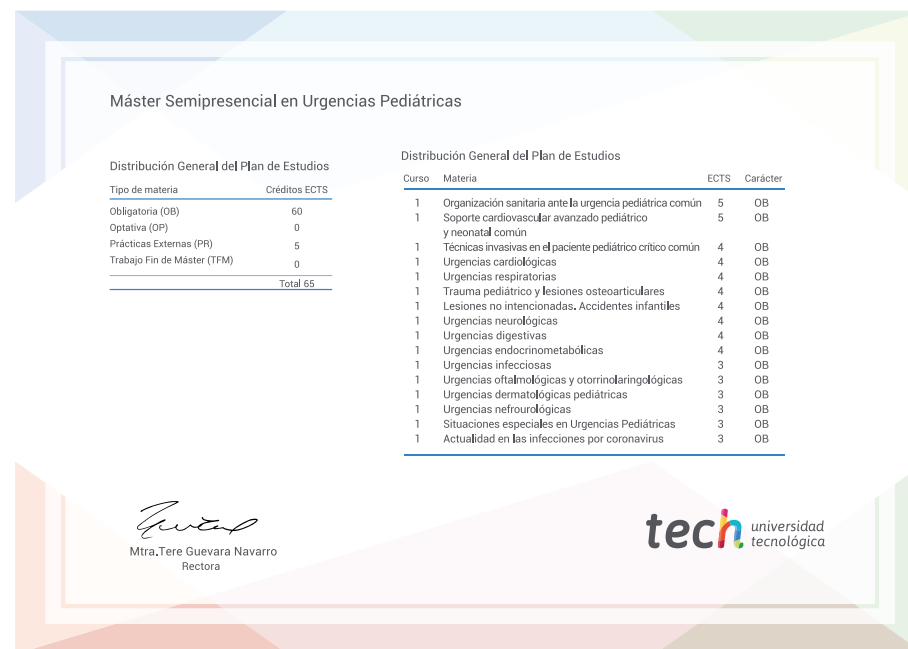 Máster Semipresencial en Urgencias Pediátricas
Distribución General del Plan de Estudios
Tipo de materia Créditos ECTS
Obligatoria (OB) 60
Optativa (OP) 0
Prácticas Externas (PR) 5
Trabajo Fin de Máster (TFM) 0
Total 65
Distribución General del Plan de Estudios
Curso Materia ECTS Carácter
1 Organización sanitaria ante la urgencia pediátrica común 5 OB
1 Soporte cardiovascular avanzado pediátrico 5 OB
y neonatal común
1 Técnicas invasivas en el paciente pediátrico crítico común 4 OB
1 Urgencias cardiológicas 4 OB
1 Urgencias respiratorias 4 OB
1 Trauma pediátrico y lesiones osteoarticulares 4 OB
1 Lesiones no intencionadas. Accidentes infantiles 4 OB
1 Urgencias neurológicas 4 OB
1 Urgencias digestivas 4 OB
1 Urgencias endocrinometabólicas 4 OB
1 Urgencias infecciosas 3 OB
1 Urgencias oftalmológicas y otorrinolaringológicas 3 OB
1 Urgencias dermatológicas pediátricas 3 OB
1 Urgencias nefrourológicas 3 OB
1 Situaciones especiales en Urgencias Pediátricas 3 OB
1 Actualidad en las infecciones por coronavirus 3 OB
Mtra.Tere Guevara Navarro
Rectora
tech universidad
tecnológica